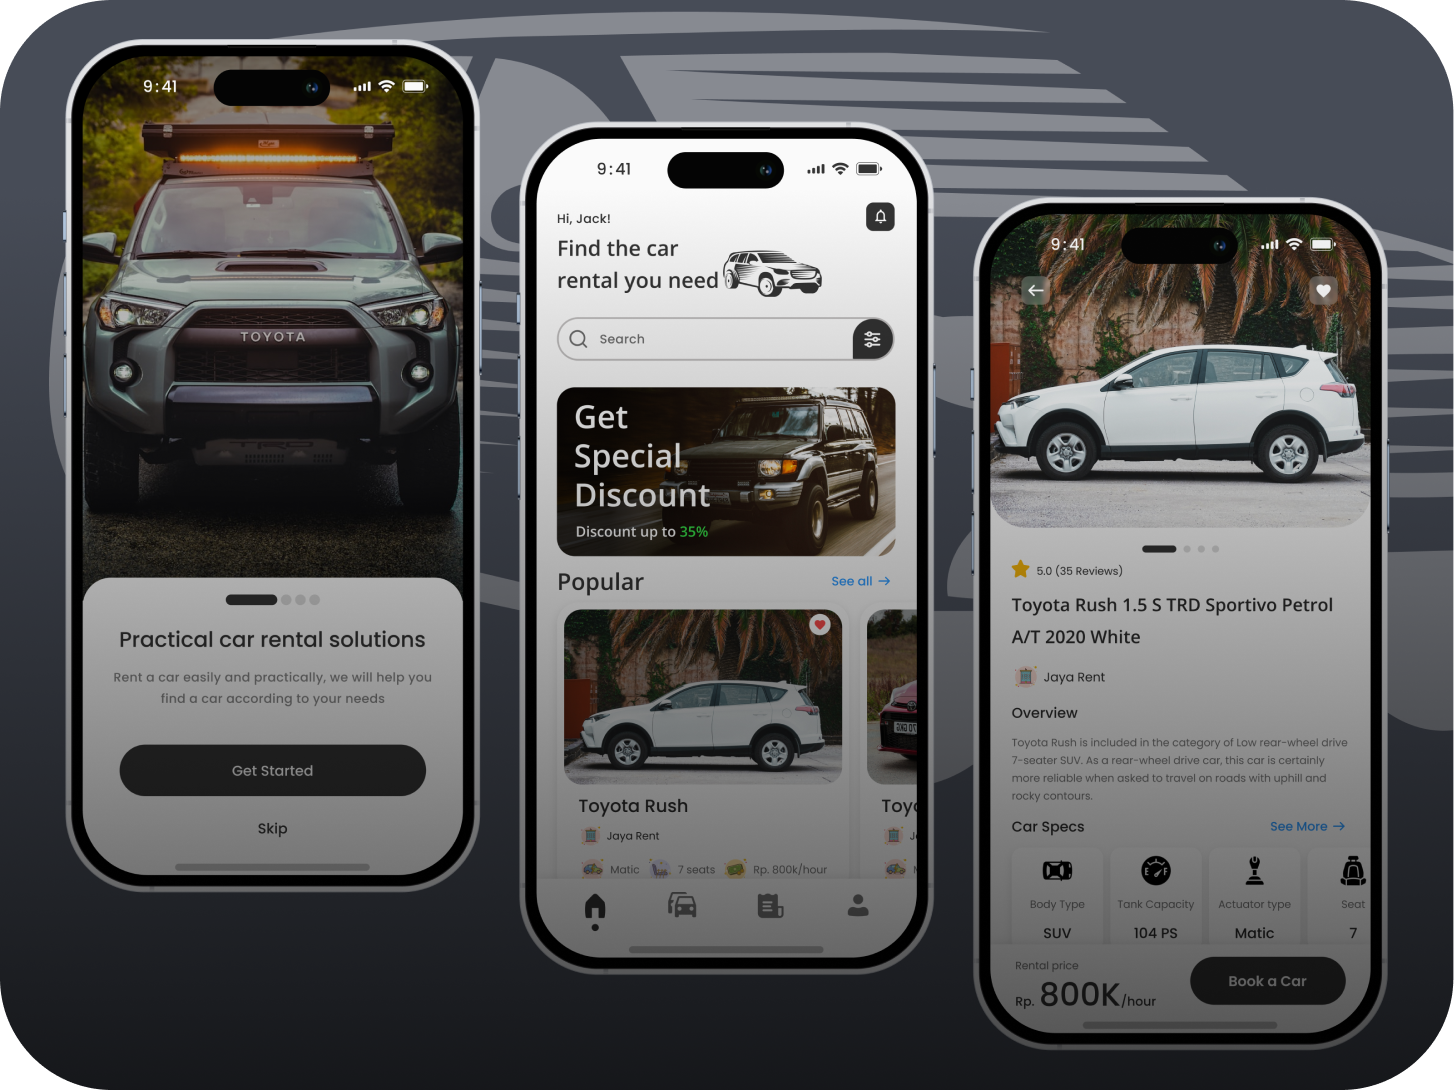 9:41
TOYOTA
TRD
Practical car rental solutions
Rent a car easily and practically, we will help you
find a car according to your needs
Get Started
Skip
9:41
Hi, Jack!
Find the car
rental you need
Search
Get
Special
Discount
Discount up to 35%
Popular
See all →
Toyota Rush
Jaya Rent
Matic
7 seats
Rp. 800k/hour
9:41
5.0 (35 Reviews)
Toyota Rush 1.5 S TRD Sportivo Petrol
A/T 2020 White
Jaya Rent
Overview
Toyota Rush is included in the category of Low rear-wheel drive
7-seater SUV. As a rear-wheel drive car, this car is certainly
more reliable when asked to travel on roads with uphill and
rocky contours.
Car Specs
See More →
E F
Body Type
Tank Capacity
Actuator type
Seat
SUV
104 PS
Matic
7
Rental price
Rp. 800K/hour
Book a Car